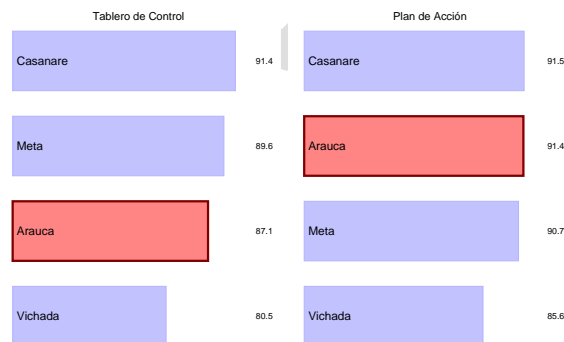 Tablero de Control
Casanare 91.4
Meta 89.6
Arauca 87.1
Vichada 80.5
Plan de Acción
Casanare 91.5
Arauca 91.4
Meta 90.7
Vichada 85.6